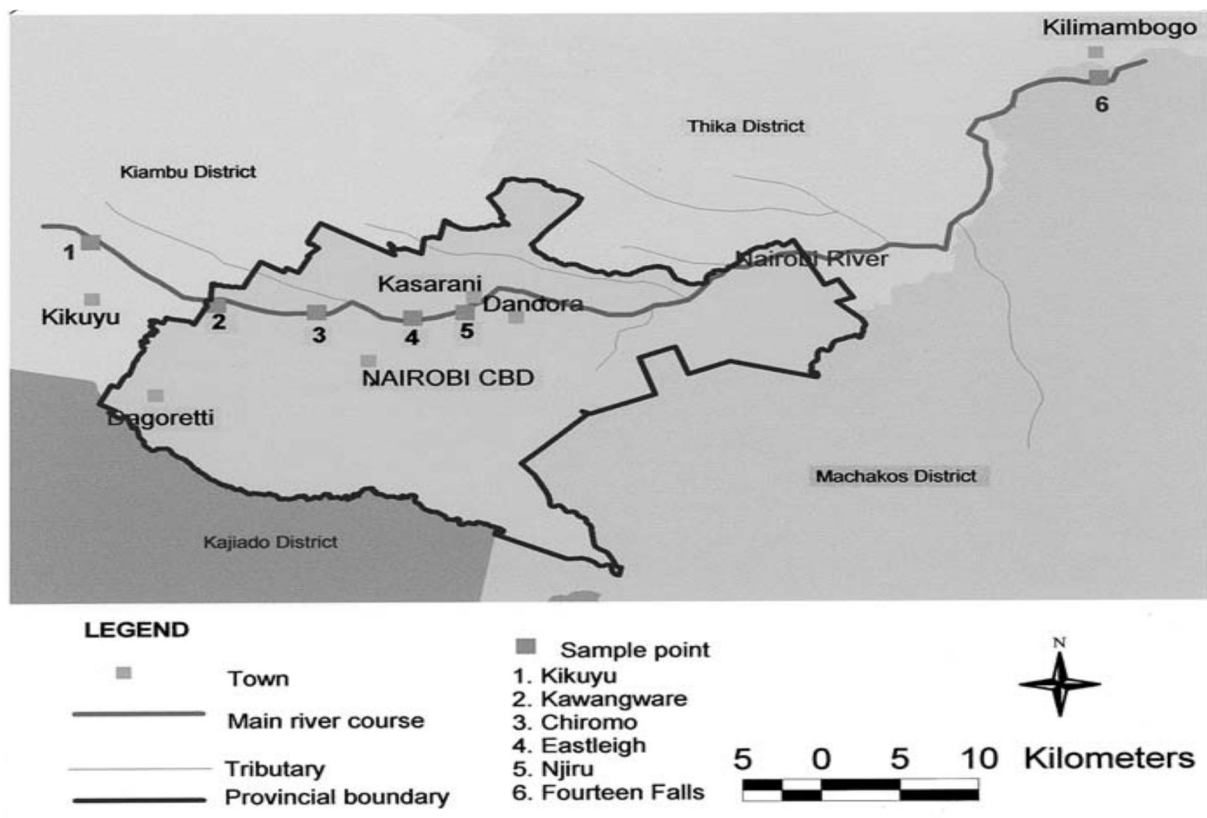 Kilimambogo
6
Thika District
Kiambu District
1
Nairobi River
Kasarani
Dandora
Kikuyu
2
3
4
5
NAIROBI CBD
Dagoretti
Machakos District
Kajiado District
LEGEND
Town
Main river course
Tributary
Provincial boundary
Sample point
1. Kikuyu
2. Kawangware
3. Chiromo
4. Eastleigh
5. Njiru
6. Fourteen Falls
N
5 0 5 10 Kilometers